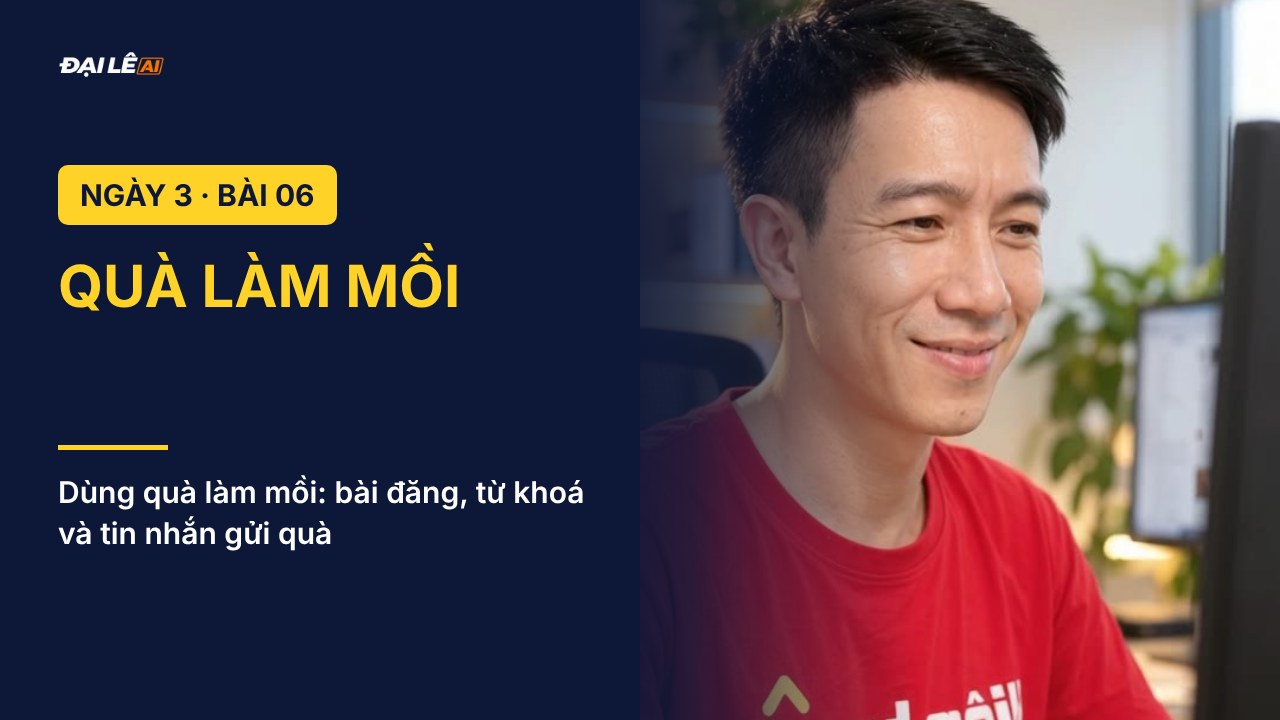 ĐẠI LÊ AI
NGÀY 3 · BÀI 06
QUÀ LÀM MỒI
Dùng quà làm mồi: bài đăng, từ khoá
và tin nhắn gửi quà